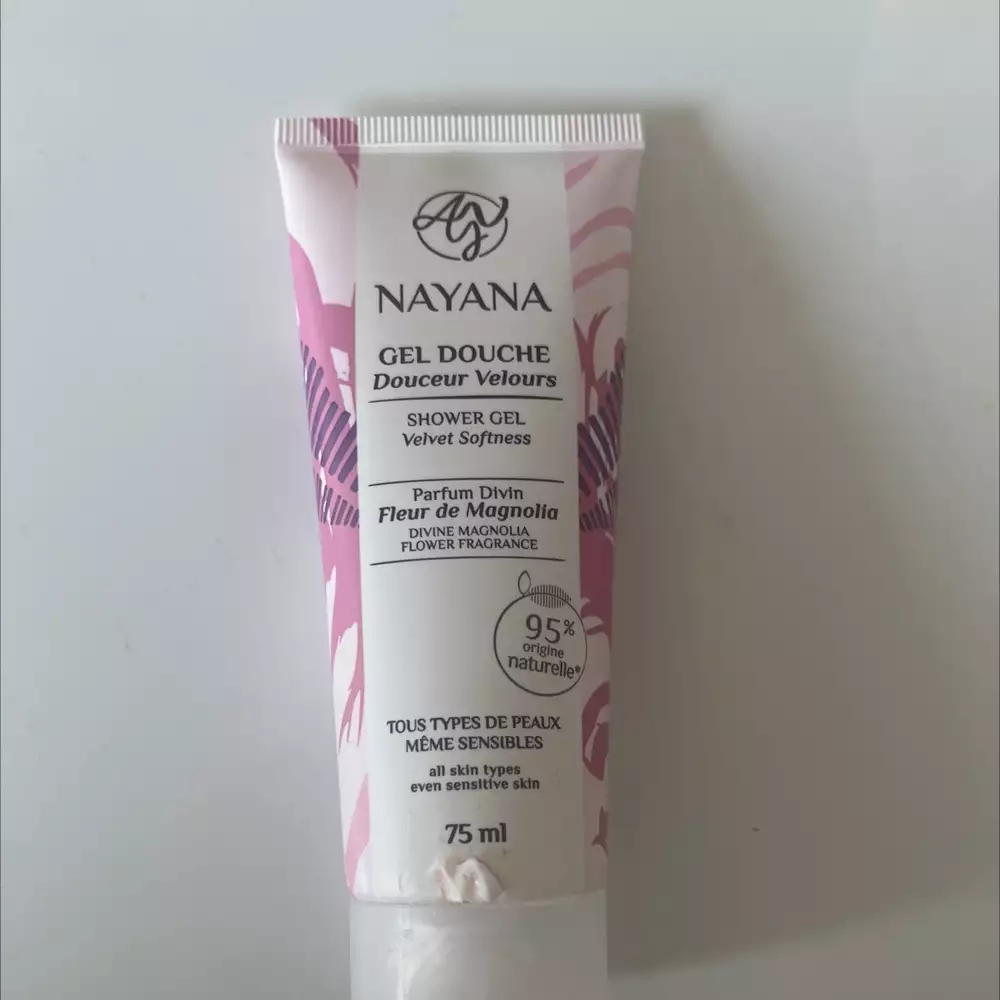 AY
NAYANA
GEL DOUCHE
Douceur Velours
SHOWER GEL
Velvet Softness
Parfum Divin
Fleur de Magnolia
DIVINE MAGNOLIA
FLOWER FRAGRANCE
95%
origine
naturelle*
TOUS TYPES DE PEAUX
MÊME SENSIBLES
all skin types
even sensitive skin
75 ml